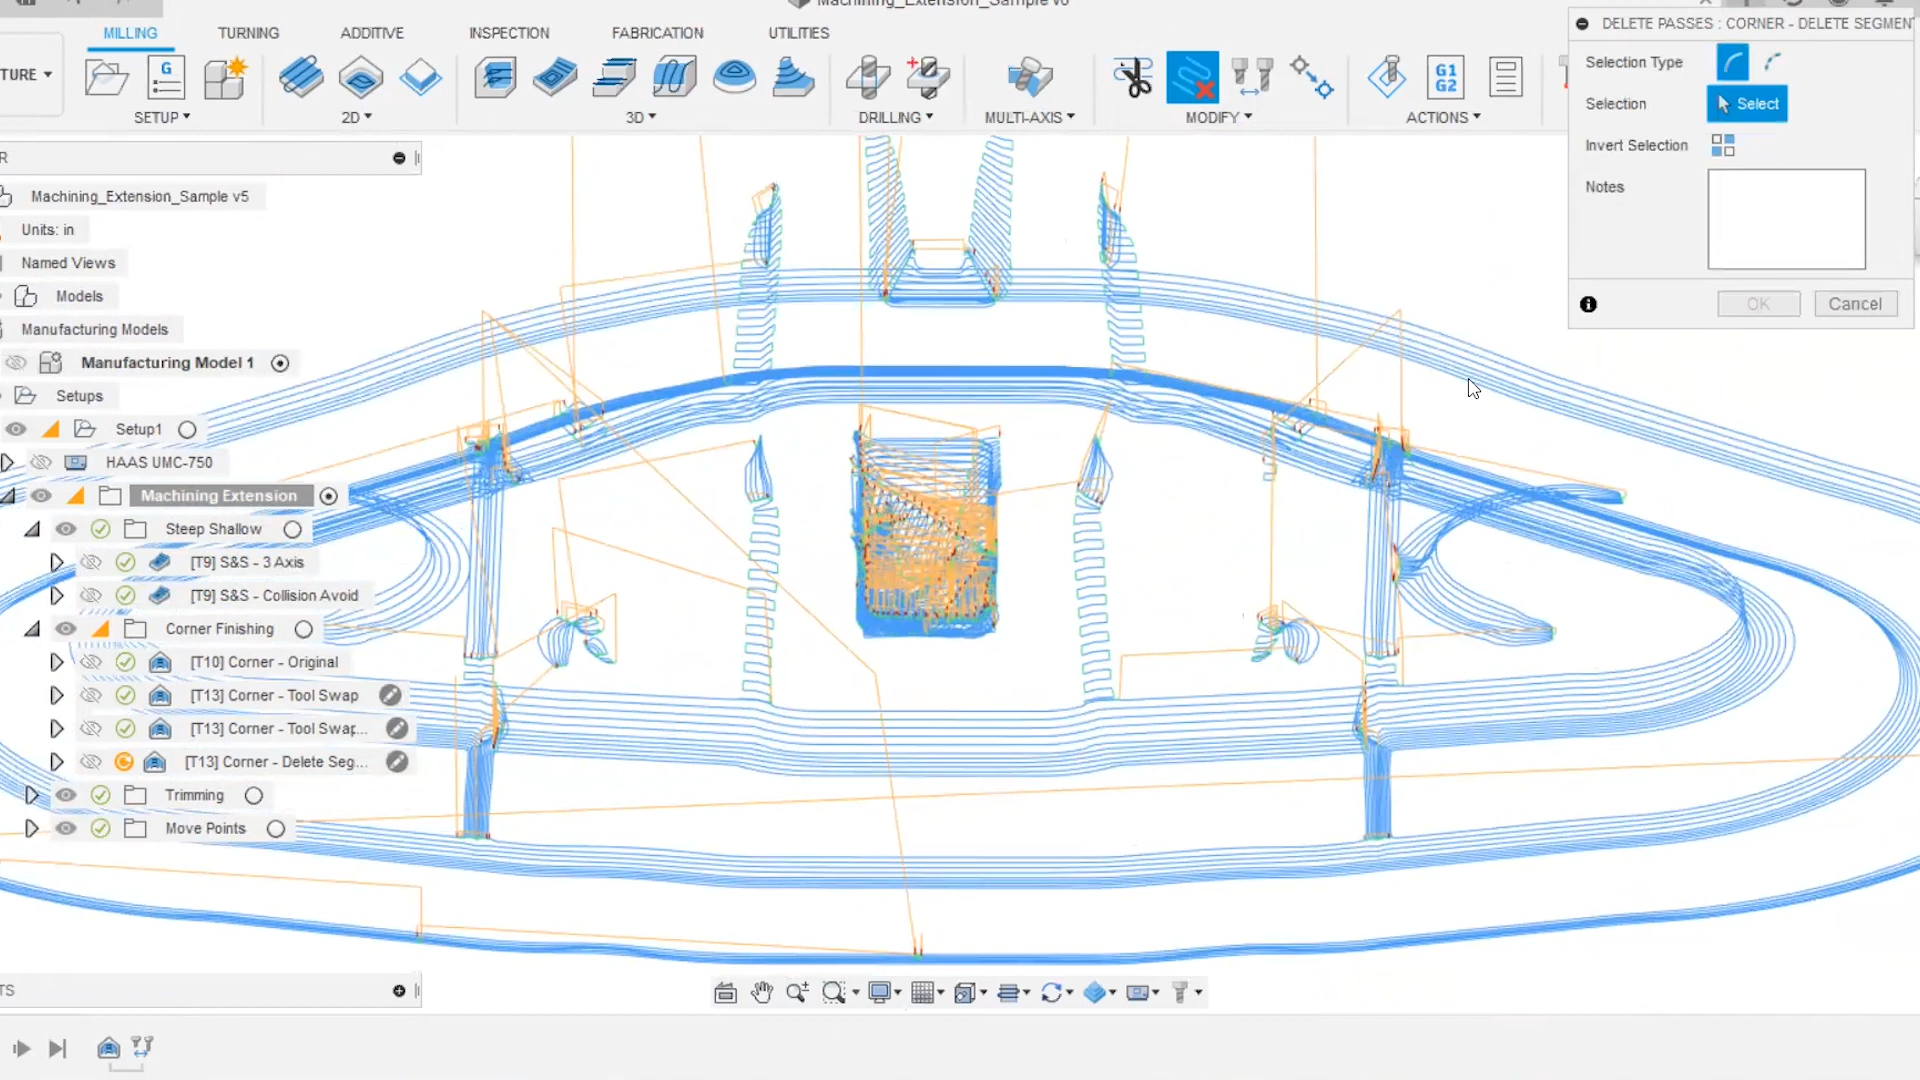 Machining_Extension_Sample v6
MILLING TURNING ADDITIVE INSPECTION FABRICATION UTILITIES
TURE
G
G1
G2
SETUP 2D 3D DRILLING MULTI-AXIS MODIFY ACTIONS
DELETE PASSES : CORNER - DELETE SEGMENT
Selection Type
Selection Select
Invert Selection
Notes
OK Cancel
R
Machining_Extension_Sample v5
Units: in
Named Views
Models
Manufacturing Models
Manufacturing Model 1
Setups
Setup1
HAAS UMC-750
Machining Extension
Steep Shallow
[T9] S&S - 3 Axis
[T9] S&S - Collision Avoid
Corner Finishing
[T10] Corner - Original
[T13] Corner - Tool Swap
[T13] Corner - Tool Swap...
[T13] Corner - Delete Seg...
Trimming
Move Points
TS